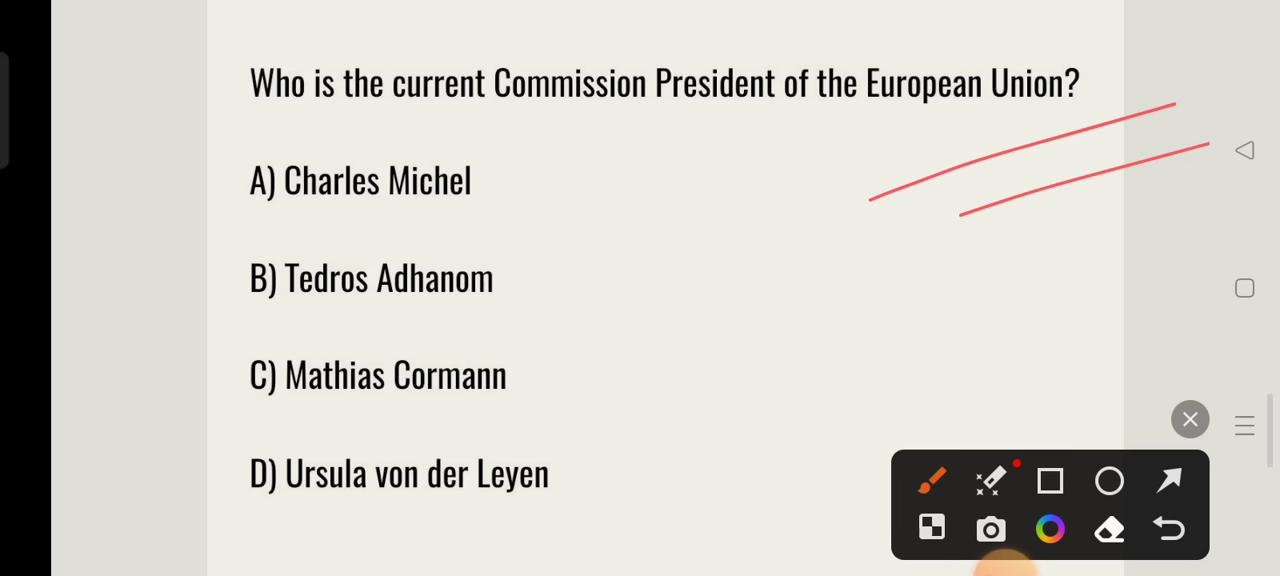 Who is the current Commission President of the European Union?
A) Charles Michel
B) Tedros Adhanom
C) Mathias Cormann
D) Ursula von der Leyen